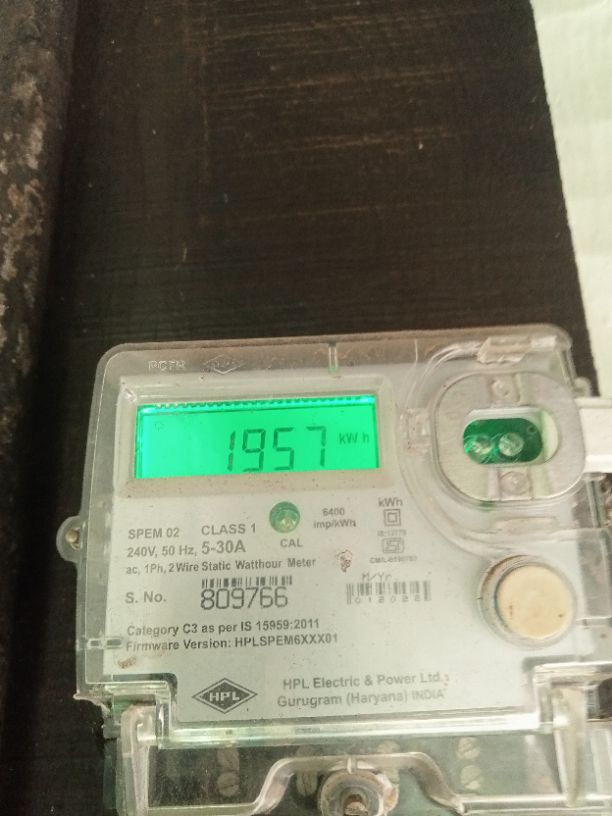 1957 kWh
SPEM 02 CLASS 1
240V, 50 Hz, 5-30A
CAL
6400
imp/kWh
kWh
ac, 1Ph, 2 Wire Static Watthour Meter
S. No. 809766
M/Yr
Category C3 as per IS 15959:2011
Firmware Version: HPLSPEM6XXX01
HPL
HPL Electric & Power Ltd.
Gurugram (Haryana) INDIA